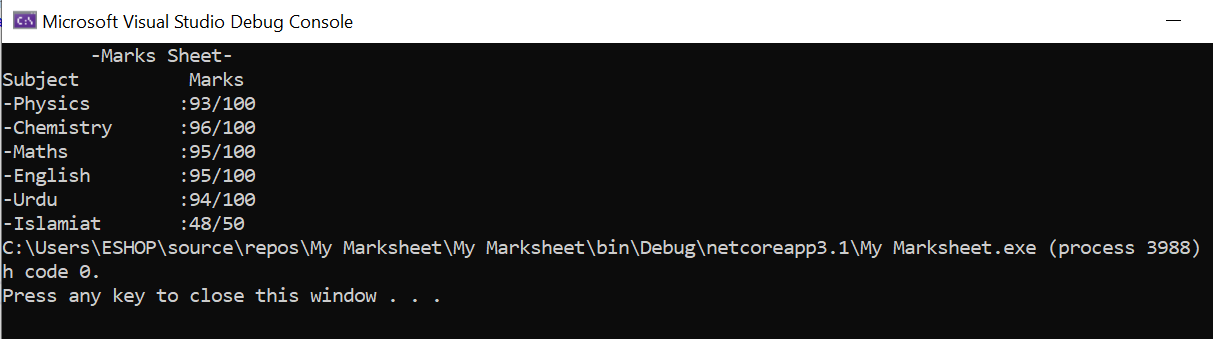 Microsoft Visual Studio Debug Console
-Marks Sheet-
Subject Marks
-Physics :93/100
-Chemistry :96/100
-Maths :95/100
-English :95/100
-Urdu :94/100
-Islamiat :48/50
C:\Users\ESHOP\source\repos\My Marksheet\My Marksheet\bin\Debug\netcoreapp3.1\My Marksheet.exe (process 3988)
h code 0.
Press any key to close this window . . .